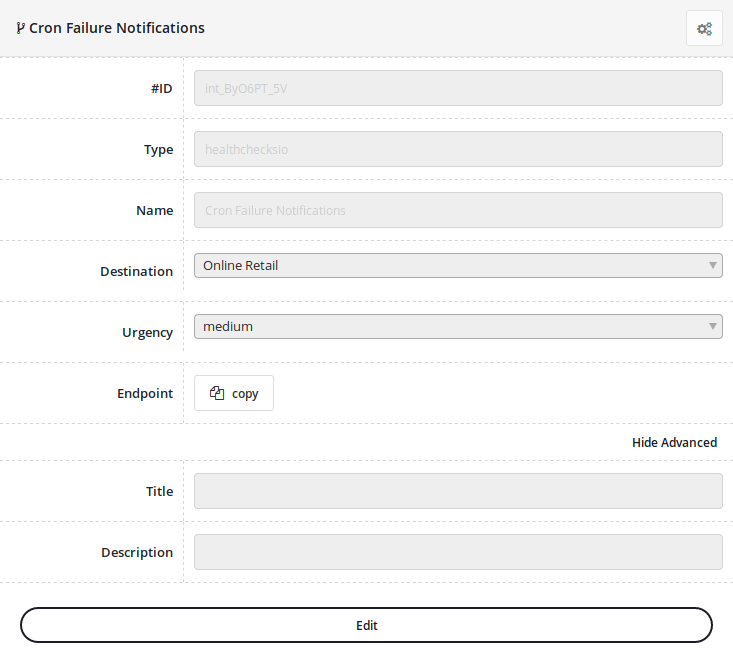 Cron Failure Notifications
#ID
int_ByO6PT_5V
Type
healthchecksio
Name
Cron Failure Notifications
Destination
Online Retail
Urgency
medium
Endpoint
copy
Hide Advanced
Title
Description
Edit